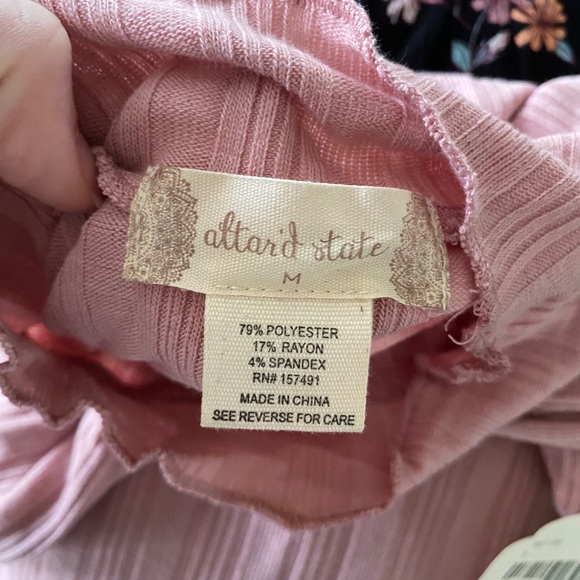 altar'd state
M
79% POLYESTER
17% RAYON
4% SPANDEX
RN# 157491
MADE IN CHINA
SEE REVERSE FOR CARE